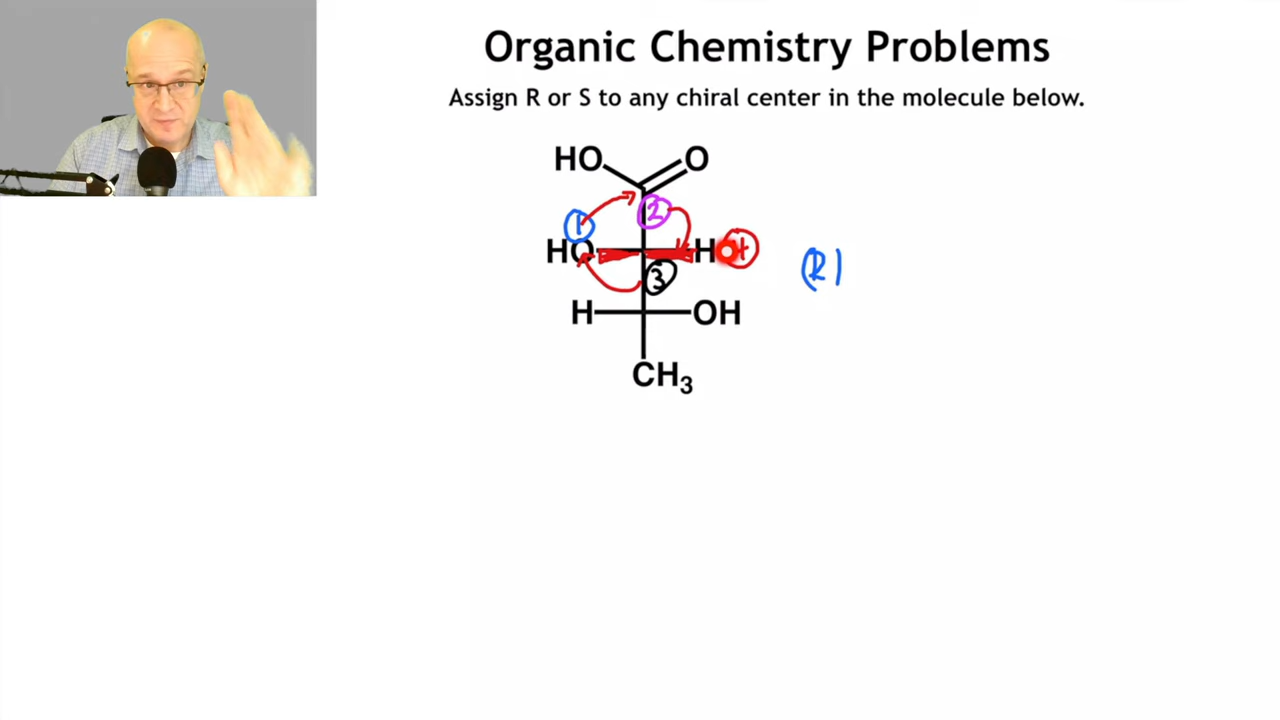 Organic Chemistry Problems
Assign R or S to any chiral center in the molecule below.
HO O
1 2
HO H 4
3
(R)
H OH
CH₃